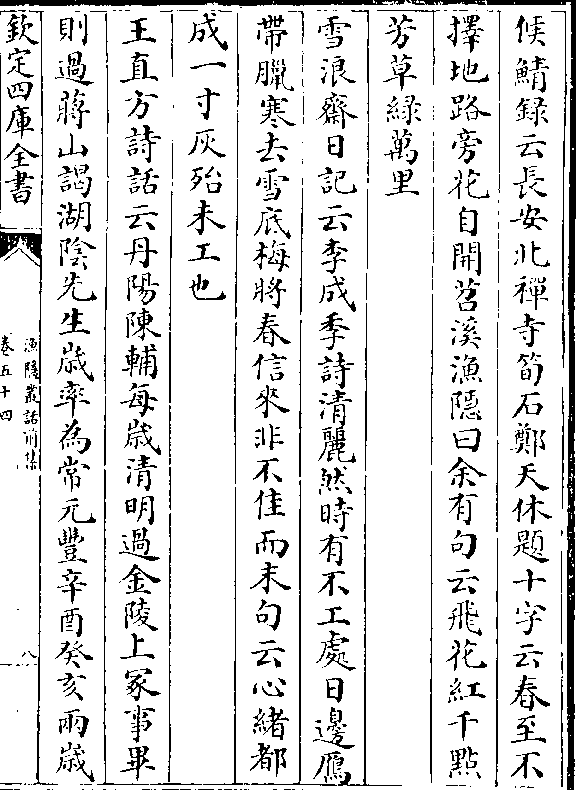 侯鯖録云長安北禪寺筍石鄭天休題十字云春至不
擇地路旁花自開苕溪漁隠曰余有句云飛花紅千點
芳草緑萬里
雪浪齋日記云李成季詩清麗然時有不工處日邊鴈
帶臘寒去雪底梅將春信來非不佳而末句云心緒都
成一寸灰殆未工也
王直方詩話云丹陽陳輔每歳清明過金陵上冡事畢
則過蔣山謁湖陰先生歳率為常元豐辛酉癸亥兩歳
欽定四庫全書
漁隠叢話前集
卷五十四
八